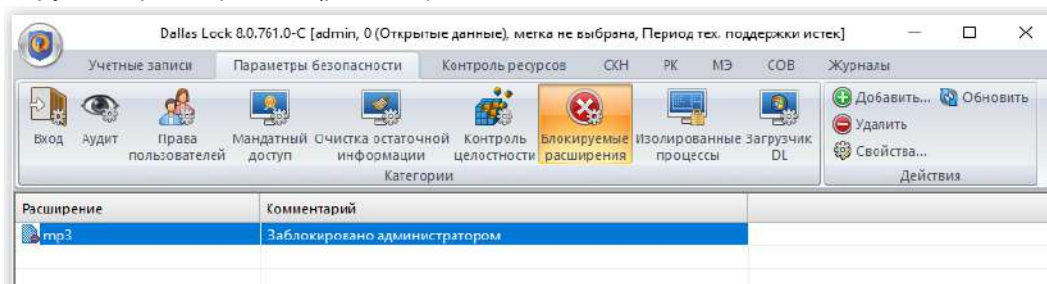 Dallas Lock 8.0.761.0-C [admin, 0 (Открытые данные), метка не выбрана, Период тех. поддержки истек]
Учетные записи Параметры безопасности Контроль ресурсов СКН РК МЭ СОВ Журналы
Вход Аудит Права пользователей Мандатный доступ Очистка остаточной информации Контроль целостности Блокируемые расширения Изолированные процессы Загрузчик DL
Добавить... Обновить
Удалить
Свойства...
Категории Действия
Расширение Комментарий
mp3 Заблокировано администратором